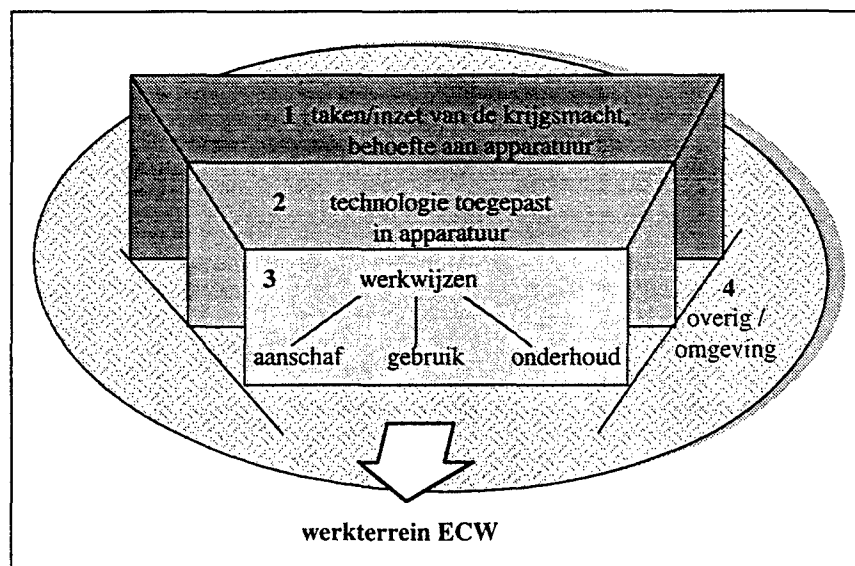 1 taken/inzet van de krijgsmacht,
behoefte aan apparatuur
2 technologie toegepast
in apparatuur
3 werkwijzen
aanschaf gebruik onderhoud
4
overig /
omgeving
werkterrein ECW